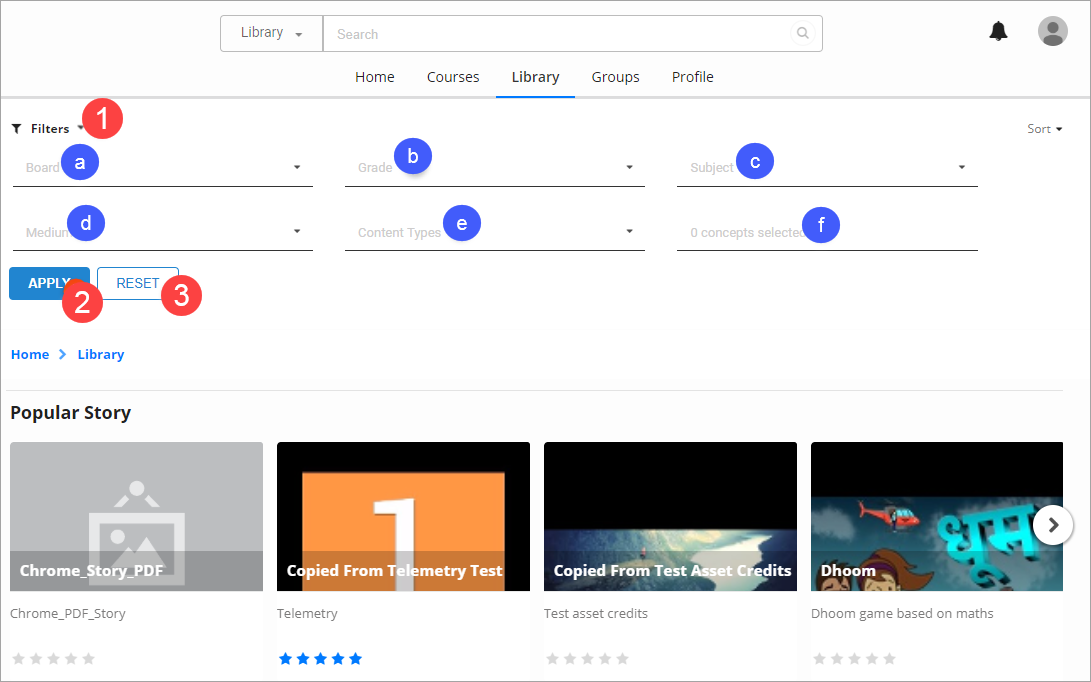 Library Search
Home Courses Library Groups Profile
Filters 1 Sort
Board a Grade b Subject c
Medium d Content Types e 0 concepts selected f
APPLY 2 RESET 3
Home Library
Popular Story
Chrome_Story_PDF 1 Copied From Telemetry Test Copied From Test Asset Credits धूम Dhoom
Chrome_PDF_Story Telemetry Test asset credits Dhoom game based on maths